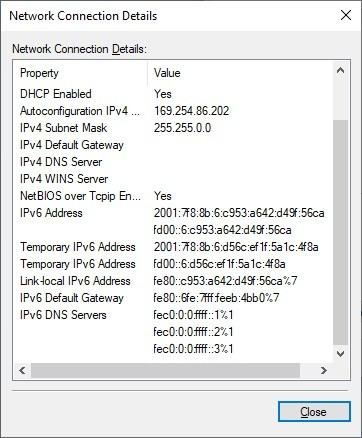 Network Connection Details
Network Connection Details:
Property Value
DHCP Enabled Yes
Autoconfiguration IPv4 ... 169.254.86.202
IPv4 Subnet Mask 255.255.0.0
IPv4 Default Gateway
IPv4 DNS Server
IPv4 WINS Server
NetBIOS over Tcpip En... Yes
IPv6 Address 2001:7f8:8b:6:c953:a642:d49f:56ca
fd00::6:c953:a642:d49f:56ca
Temporary IPv6 Address 2001:7f8:8b:6:d56c:ef1f:5a1c:4f8a
Temporary IPv6 Address fd00::6:d56c:ef1f:5a1c:4f8a
Link-local IPv6 Address fe80::c953:a642:d49f:56ca%7
IPv6 Default Gateway fe80::6fe:7fff:feeb:4bb0%7
IPv6 DNS Servers fec0:0:0:ffff::1%1
fec0:0:0:ffff::2%1
fec0:0:0:ffff::3%1
Close